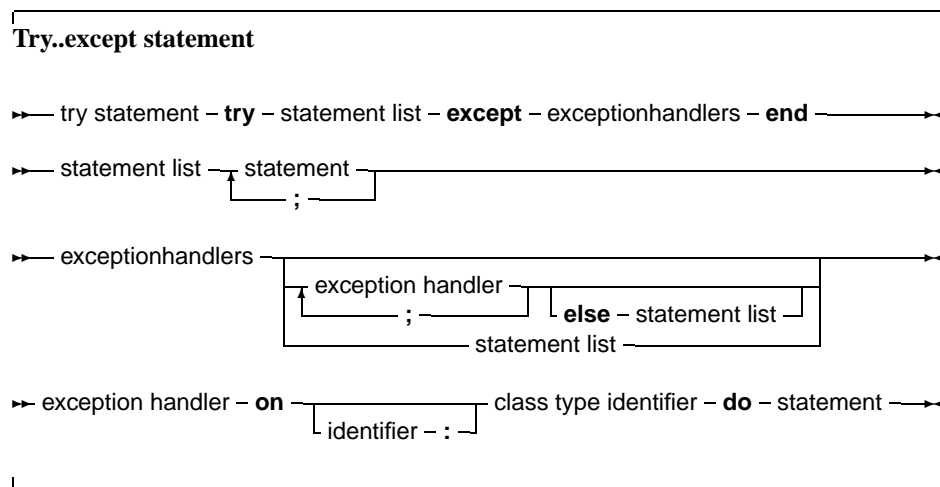 Try..except statement
try statement try statement list except exceptionhandlers end
statement list statement
;
exceptionhandlers
exception handler
; else statement list
statement list
exception handler on class type identifier do statement
identifier :